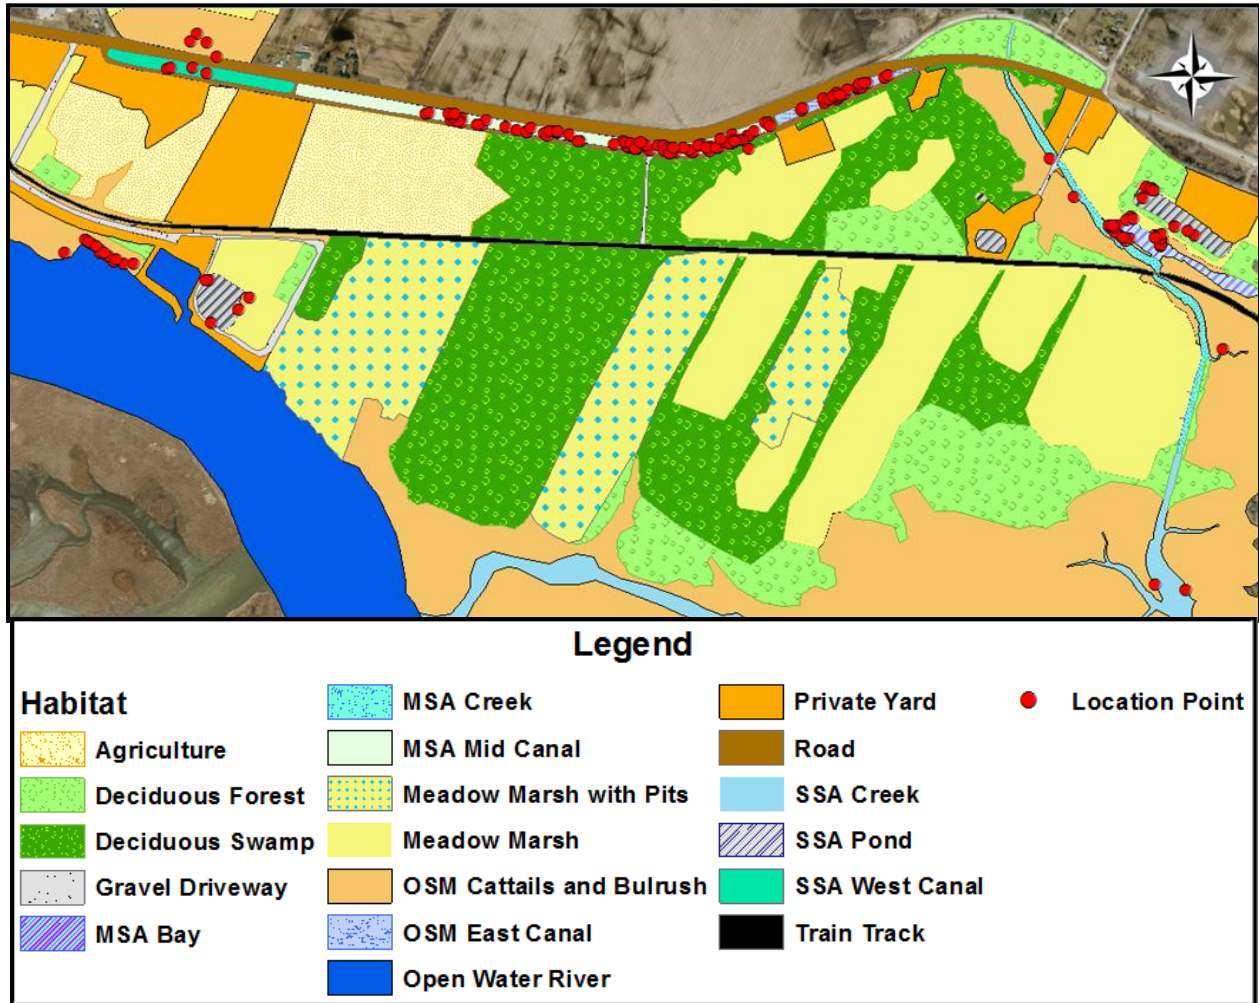 Legend
Habitat
Agriculture
Deciduous Forest
Deciduous Swamp
Gravel Driveway
MSA Bay
MSA Creek
MSA Mid Canal
Meadow Marsh with Pits
Meadow Marsh
OSM Cattails and Bulrush
OSM East Canal
Open Water River
Private Yard
Road
SSA Creek
SSA Pond
SSA West Canal
Train Track
Location Point